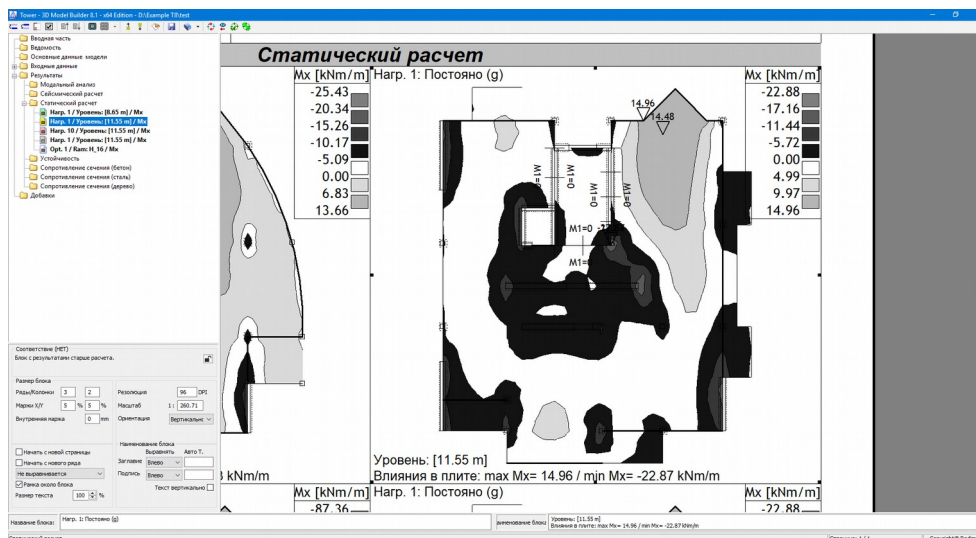 Tower - 3D Model Builder 8.1 - x64 Edition - D:\Example T8\test
Вводная часть
Ведомость
Основные данные модели
Входные данные
Результаты
Модальный анализ
Сейсмический расчет
Статический расчет
Нагр. 1 / Уровень: [8.65 m] / Mx
Нагр. 1 / Уровень: [11.55 m] / Mx
Нагр. 10 / Уровень: [11.55 m] / Mx
Нагр. 1 / Уровень: [11.55 m] / Mx
Opt. 1 / Ram: H_16 / Mx
Устойчивость
Сопротивление сечения (бетон)
Сопротивление сечения (сталь)
Сопротивление сечения (дерево)
Добавки
Соответствие (НЕТ)
Блок с результатами старше расчета.
Размер блока
Ряды/Колонки 3 2
Маржи X/Y 5 % 5 %
Внутренняя маржа 0 mm
Резолюция 96 DPI
Масштаб 1: 260.71
Ориентация Вертикальн
Начать с новой страницы
Начать с нового ряда
Не выравнивается
Рамка около блока
Размер текста 100 %
Наименование блока
Выравнять Авто Т.
Заглавие Влево
Подпись Влево
Текст вертикально
Статический расчет
Mx [kNm/m]
-25.43
-20.34
-15.26
-10.17
-5.09
0.00
6.83
13.66
kNm/m
Mx [kNm/m]
-87.36
Нагр. 1: Постояно (g)
14.96
14.48
M1=0
M1=0
M1=0
M1=0
M1=0
M1=0
Уровень: [11.55 m]
Влияния в плите: max Mx= 14.96 / min Mx= -22.87 kNm/m
Mx [kNm/m]
-22.88
-17.16
-11.44
-5.72
0.00
4.99
9.97
14.96
Нагр. 1: Постояно (g)
Mx [kNm/m]
-22.88
Название блока: Нагр. 1: Постояно (g)
аименование блок
Уровень: [11.55 m]
Влияния в плите: max Mx= 14.96 / min Mx= -22.87 kNm/m